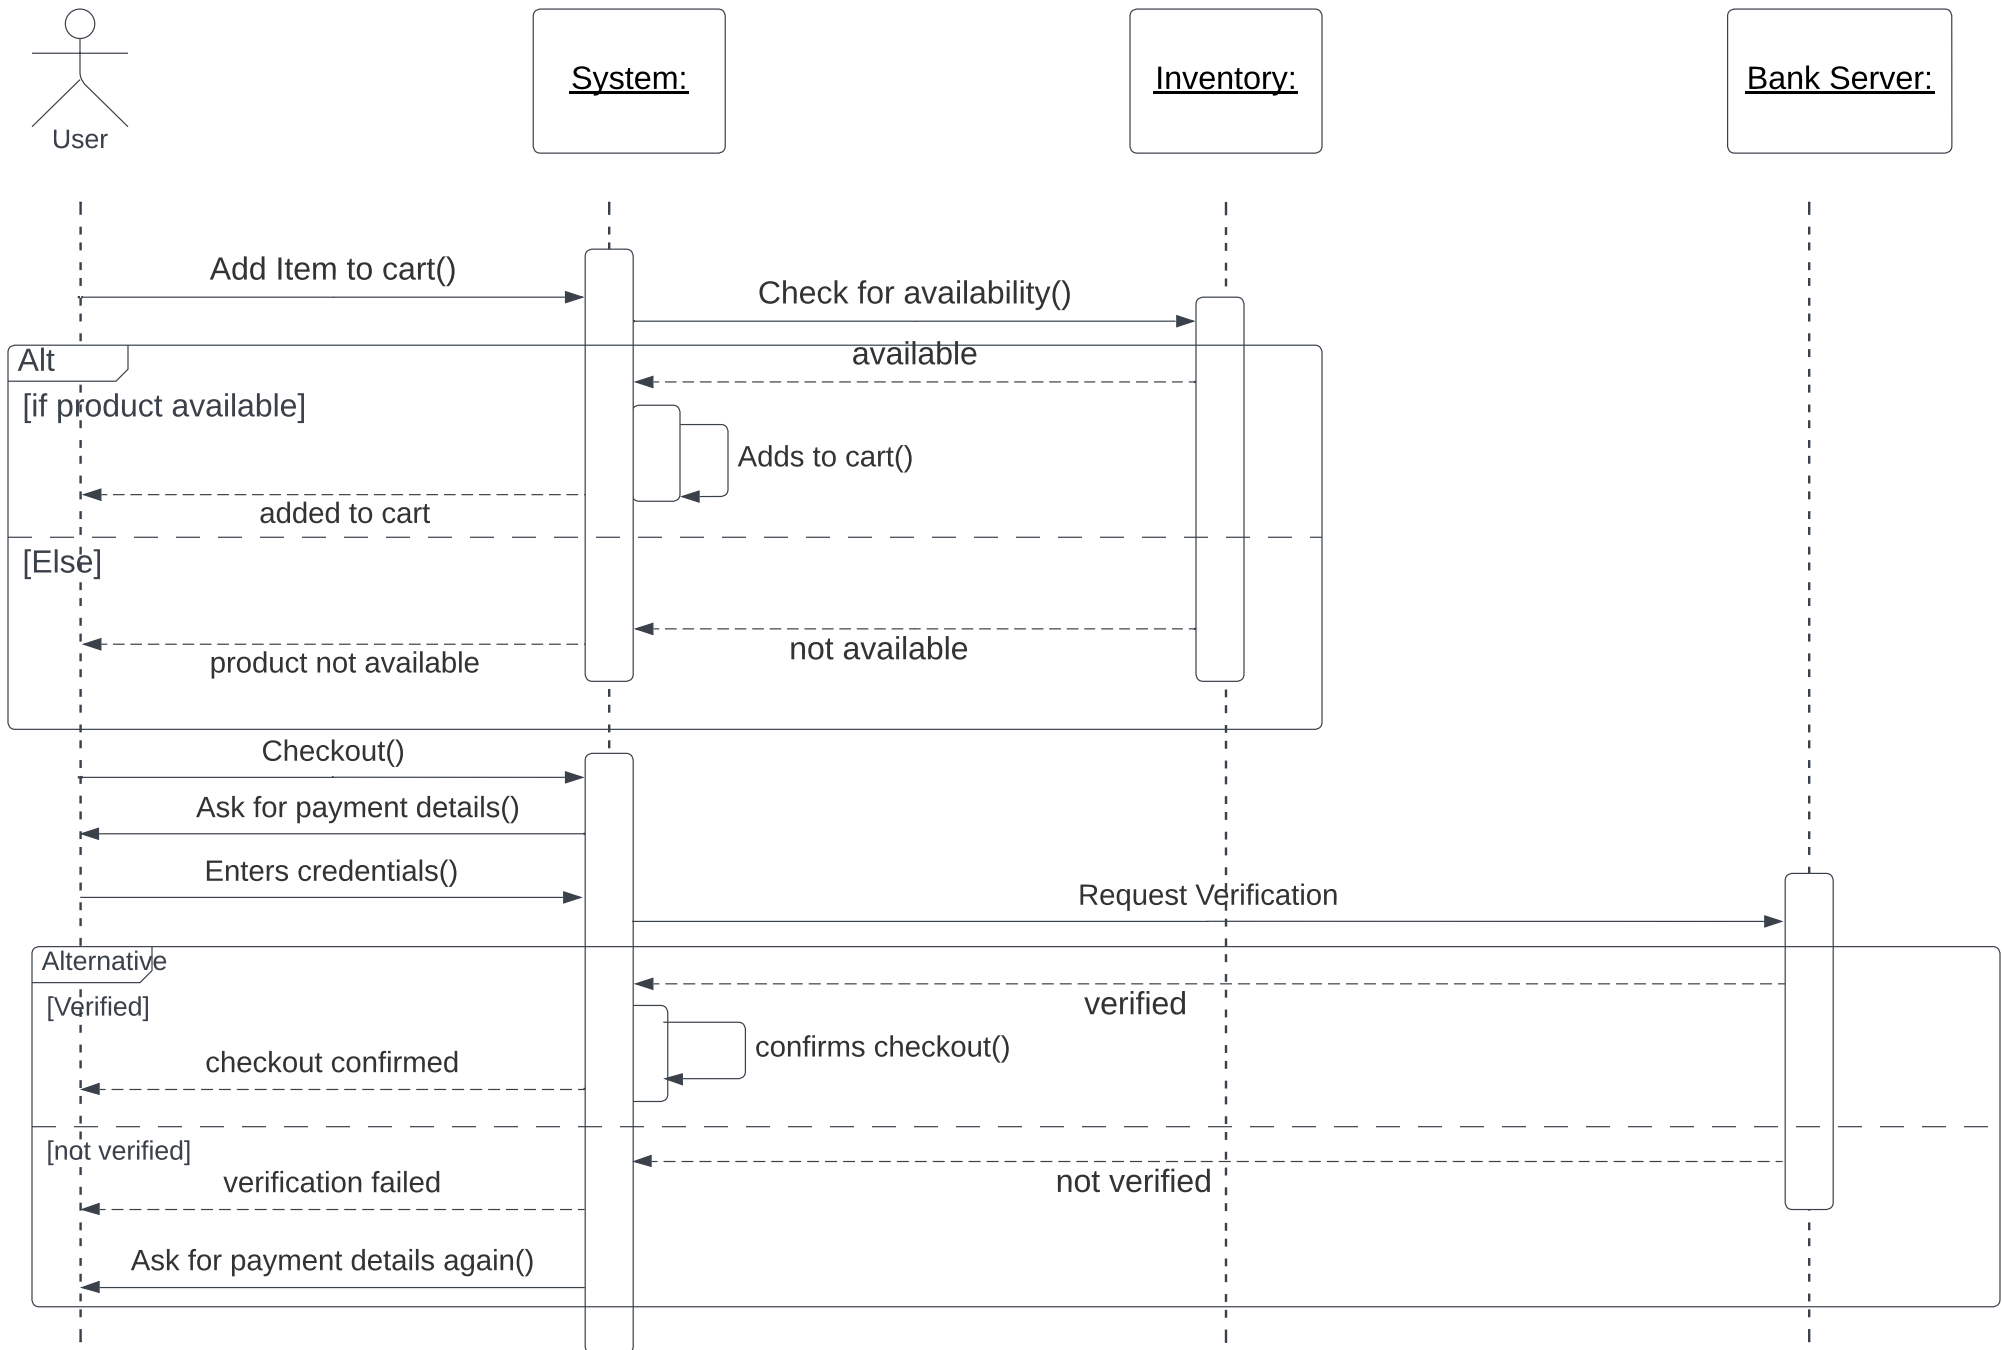 User
System:
Inventory:
Bank Server:
Add Item to cart()
Check for availability()
Alt
available
[if product available]
Adds to cart()
added to cart
[Else]
not available
product not available
Checkout()
Ask for payment details()
Enters credentials()
Request Verification
Alternative
verified
[Verified]
confirms checkout()
checkout confirmed
[not verified]
not verified
verification failed
Ask for payment details again()